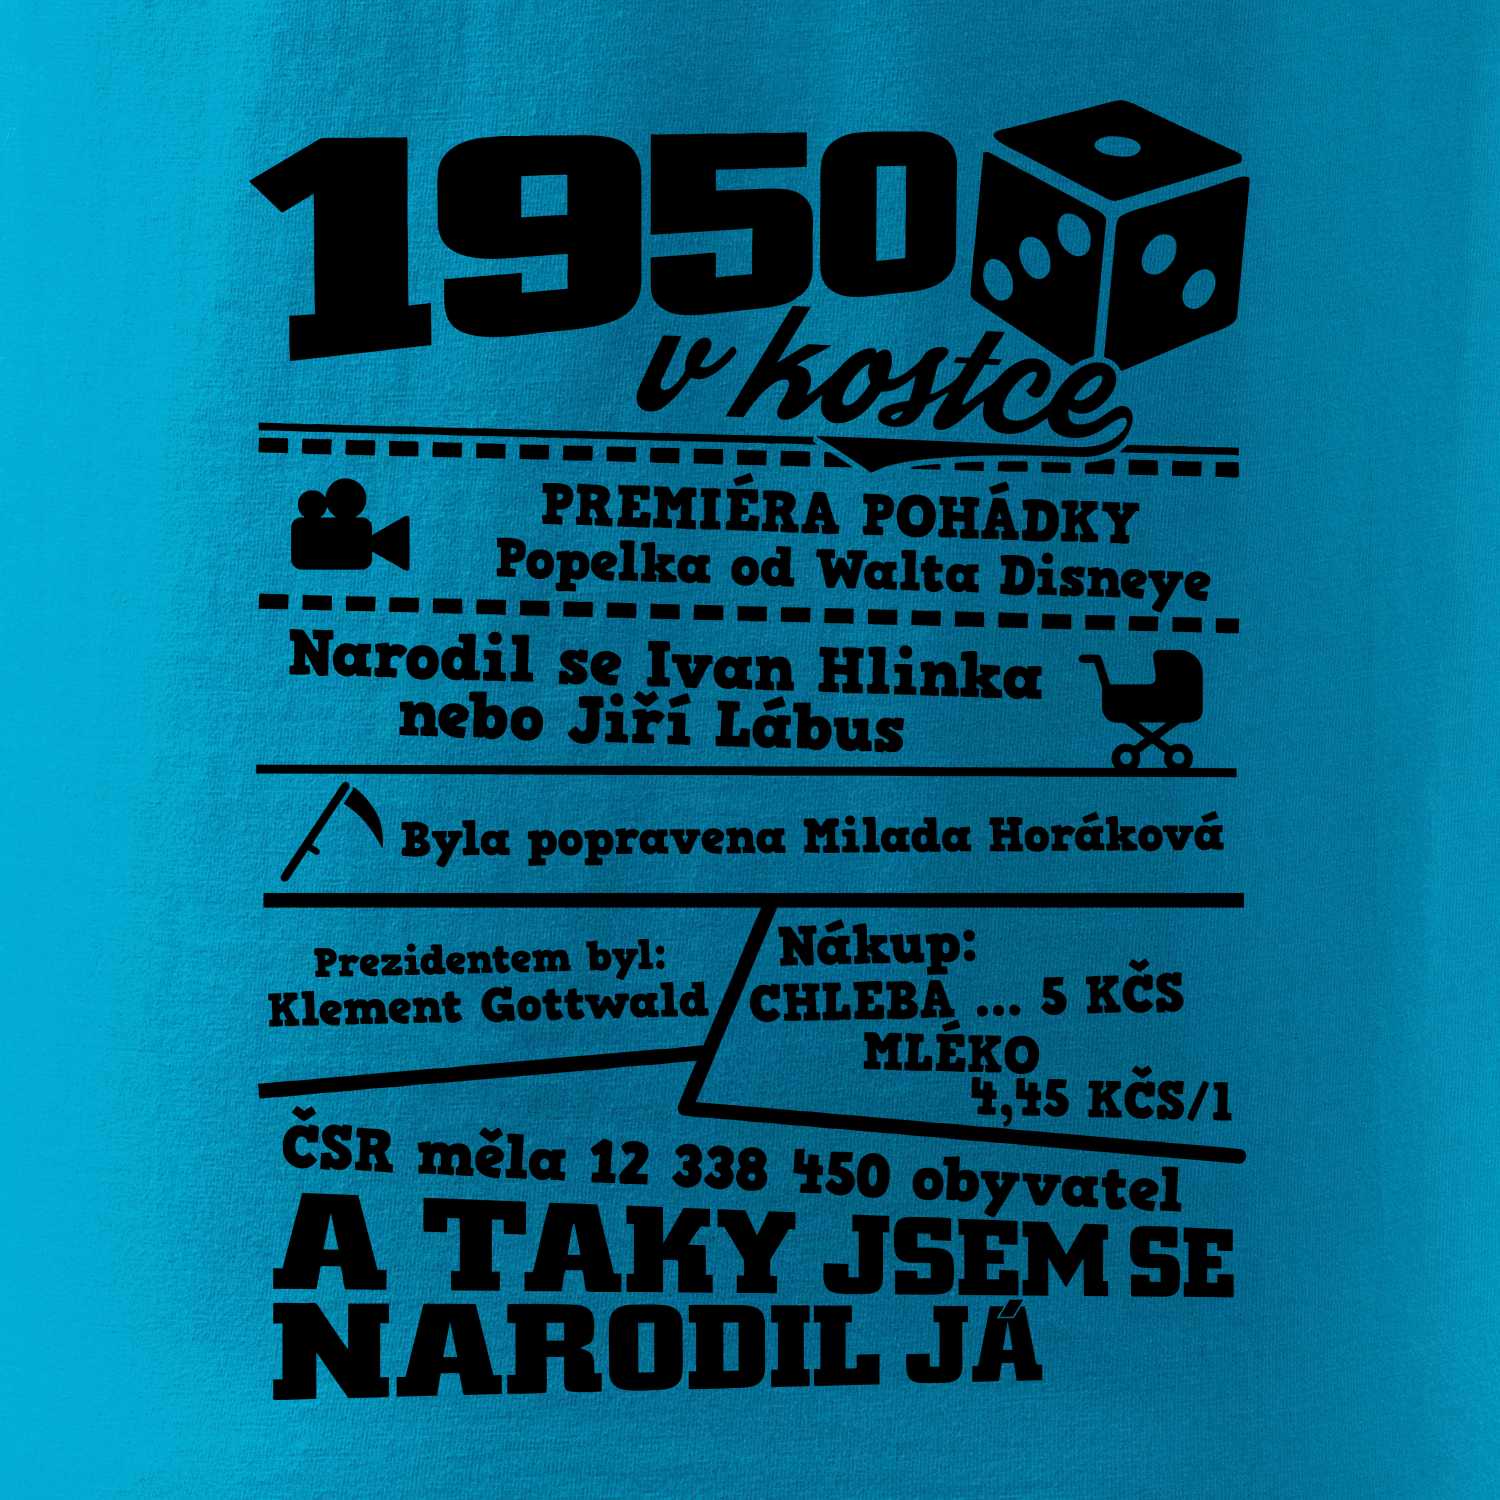 1950
v kostce
PREMIÉRA POHÁDKY
Popelka od Walta Disneye
Narodil se Ivan Hlinka
nebo Jiří Lábus
Byla popravena Milada Horáková
Prezidentem byl:
Klement Gottwald
Nákup:
CHLEBA ... 5 KČS
MLÉKO
4,45 KČS/l
ČSR měla 12 338 450 obyvatel
A TAKY JSEM SE
NARODIL JÁ